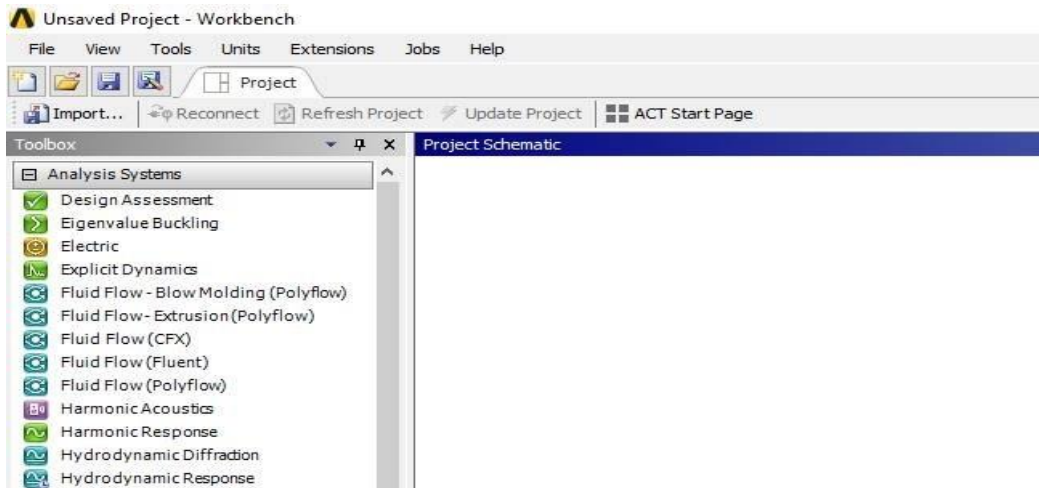 Unsaved Project - Workbench
File View Tools Units Extensions Jobs Help
Project
Import... Reconnect Refresh Project Update Project ACT Start Page
Toolbox Project Schematic
Analysis Systems
Design Assessment
Eigenvalue Buckling
Electric
Explicit Dynamics
Fluid Flow - Blow Molding (Polyflow)
Fluid Flow - Extrusion (Polyflow)
Fluid Flow (CFX)
Fluid Flow (Fluent)
Fluid Flow (Polyflow)
Harmonic Acoustics
Harmonic Response
Hydrodynamic Diffraction
Hydrodynamic Response